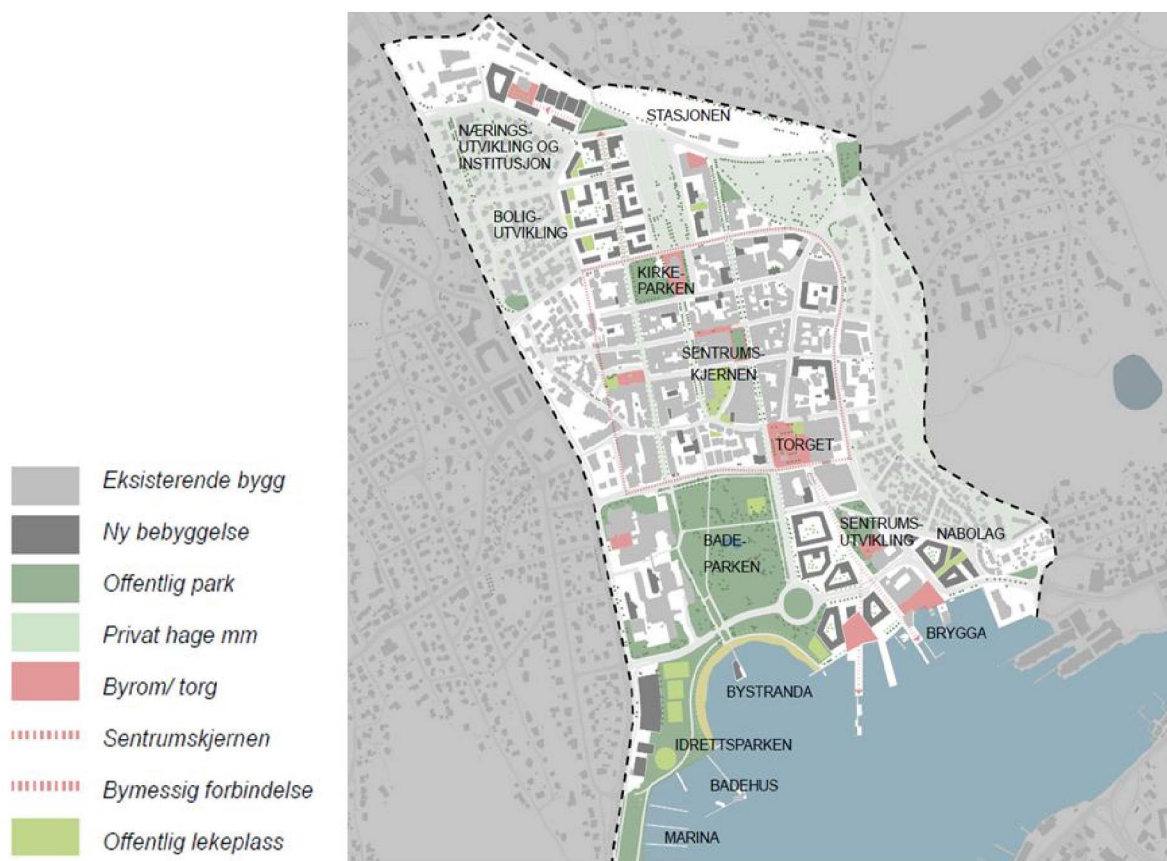 Eksisterende bygg
Ny bebyggelse
Offentlig park
Privat hage mm
Byrom/ torg
Sentrumskjernen
Bymessig forbindelse
Offentlig lekeplass
STASJONEN
NÆRINGS-
UTVIKLING OG
INSTITUSJON
BOLIG-
UTVIKLING
KIRKE-
PARKEN
SENTRUMS-
KJERNEN
TORGET
SENTRUMS-
UTVIKLING
NABOLAG
BADE-
PARKEN
BRYGGA
BYSTRANDA
IDRETTSPARKEN
BADEHUS
MARINA